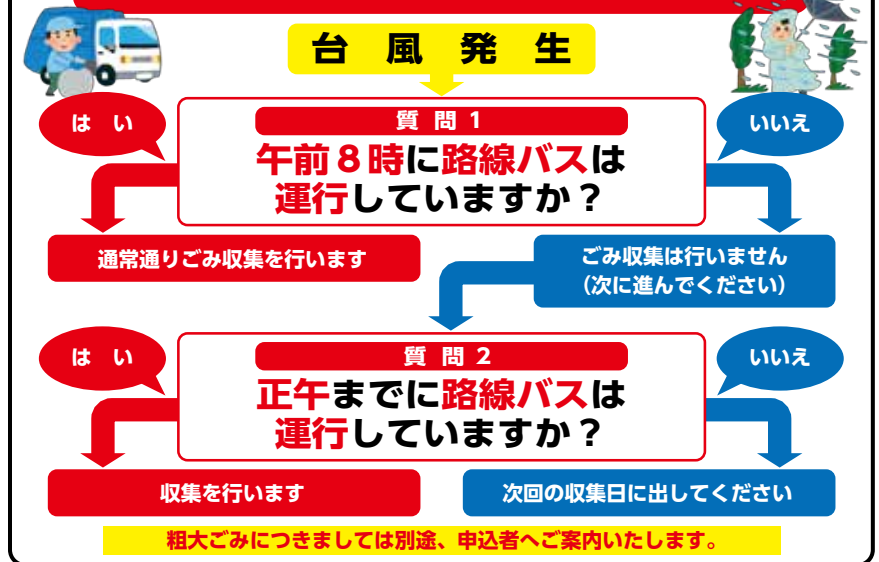 台風発生
はい
いいえ
質問1
午前8時に路線バスは
運行していますか？
通常通りごみ収集を行います
ごみ収集は行いません
（次に進んでください）
はい
いいえ
質問2
正午までに路線バスは
運行していますか？
収集を行います
次回の収集日に出してください
粗大ごみにつきましては別途、申込者へご案内いたします。